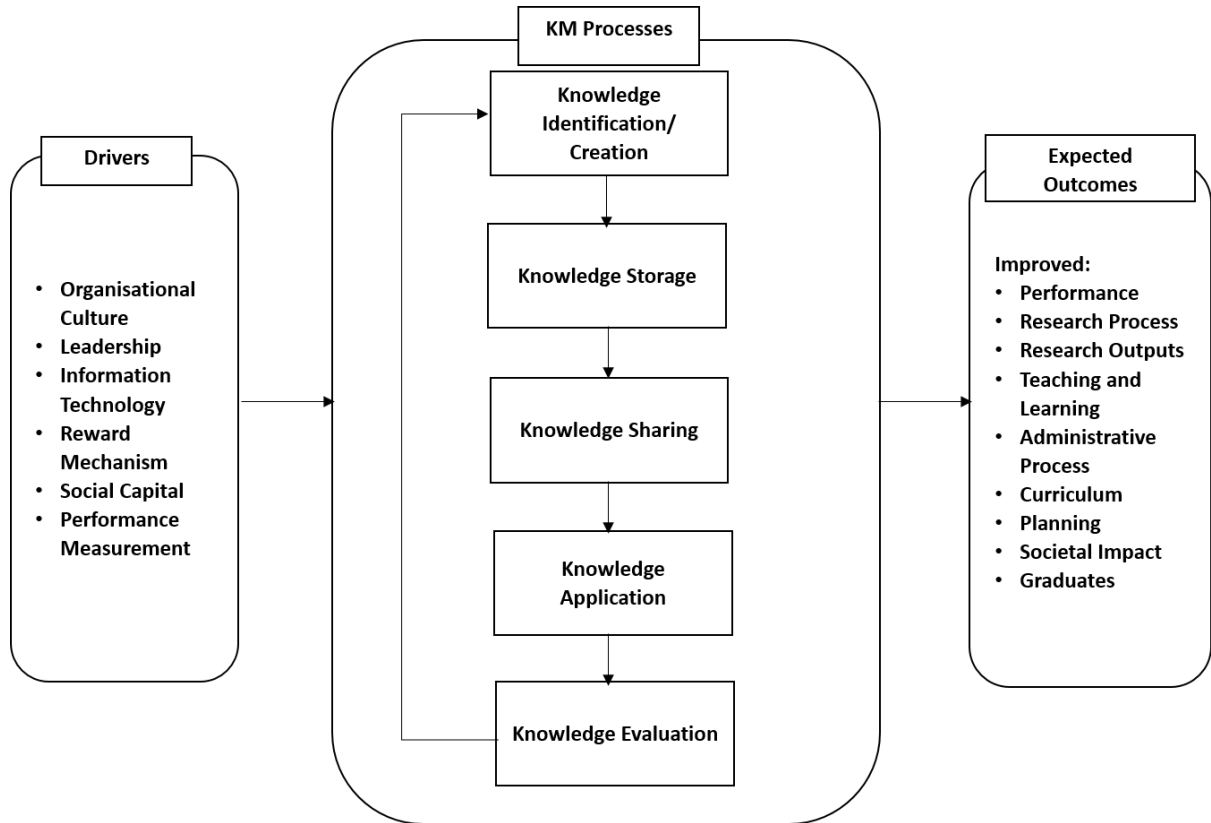 KM Processes
Knowledge
Identification/
Creation
Knowledge Storage
Knowledge Sharing
Knowledge
Application
Knowledge Evaluation
Drivers
• Organisational
Culture
• Leadership
• Information
Technology
• Reward
Mechanism
• Social Capital
• Performance
Measurement
Expected
Outcomes
Improved:
• Performance
• Research Process
• Research Outputs
• Teaching and
Learning
• Administrative
Process
• Curriculum
• Planning
• Societal Impact
• Graduates